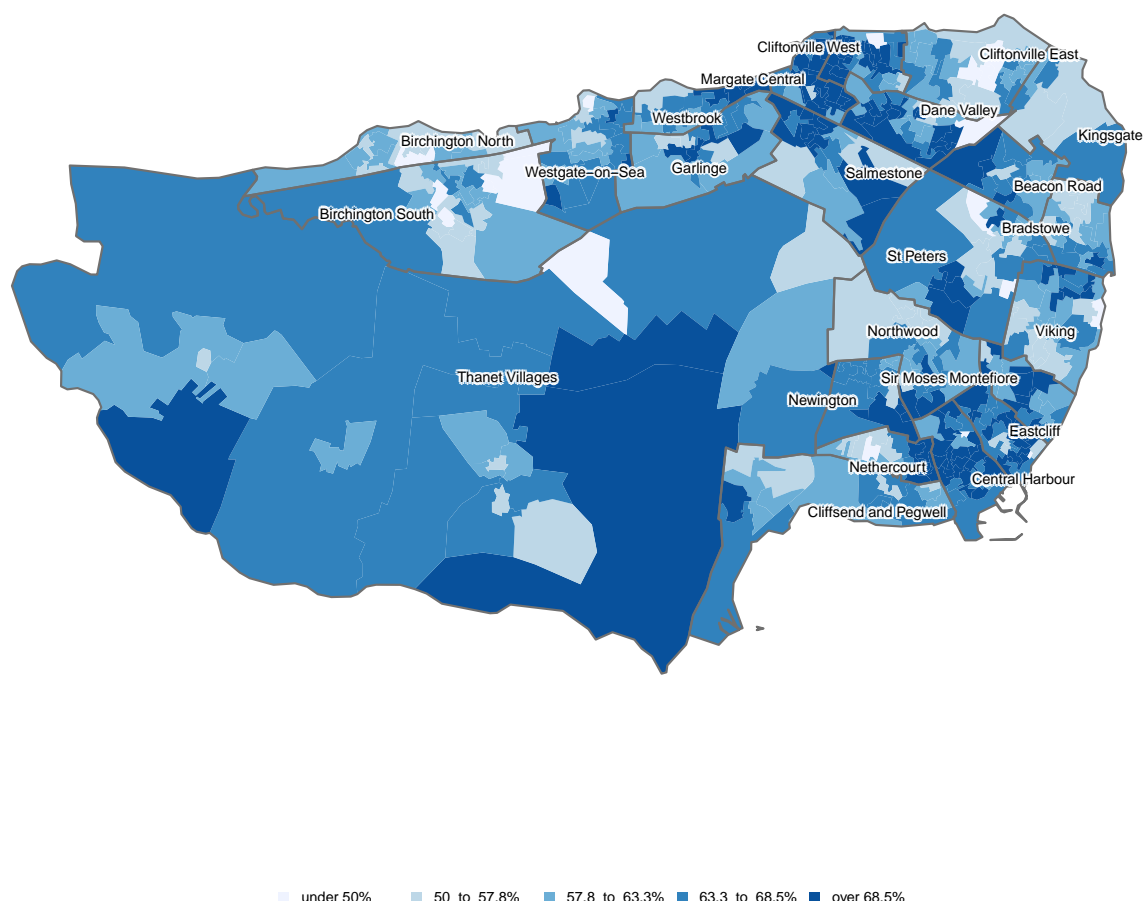 Cliftonville West
Cliftonville East
Margate Central
Dane Valley
Westbrook
Kingsgate
Birchington North
Garlinge
Westgate−on−Sea
Salmestone
Beacon Road
Birchington South
Bradstowe
St Peters
Northwood
Viking
Thanet Villages
Sir Moses Montefiore
Newington
Eastcliff
Nethercourt
Central Harbour
Cliffsend and Pegwell
under 50% 50 to 57.8% 57.8 to 63.3% 63.3 to 68.5% over 68.5%